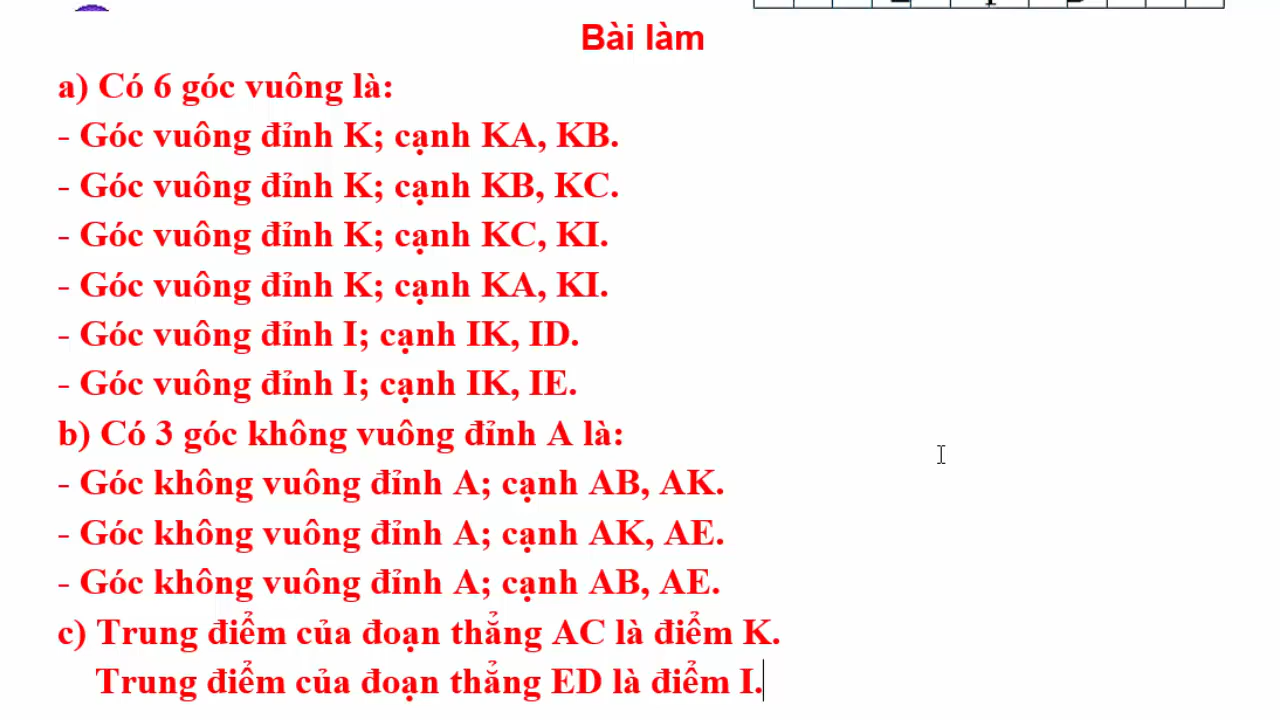 Bài làm
a) Có 6 góc vuông là:
- Góc vuông đỉnh K; cạnh KA, KB.
- Góc vuông đỉnh K; cạnh KB, KC.
- Góc vuông đỉnh K; cạnh KC, KI.
- Góc vuông đỉnh K; cạnh KA, KI.
- Góc vuông đỉnh I; cạnh IK, ID.
- Góc vuông đỉnh I; cạnh IK, IE.
b) Có 3 góc không vuông đỉnh A là:
- Góc không vuông đỉnh A; cạnh AB, AK.
- Góc không vuông đỉnh A; cạnh AK, AE.
- Góc không vuông đỉnh A; cạnh AB, AE.
c) Trung điểm của đoạn thẳng AC là điểm K.
Trung điểm của đoạn thẳng ED là điểm I.